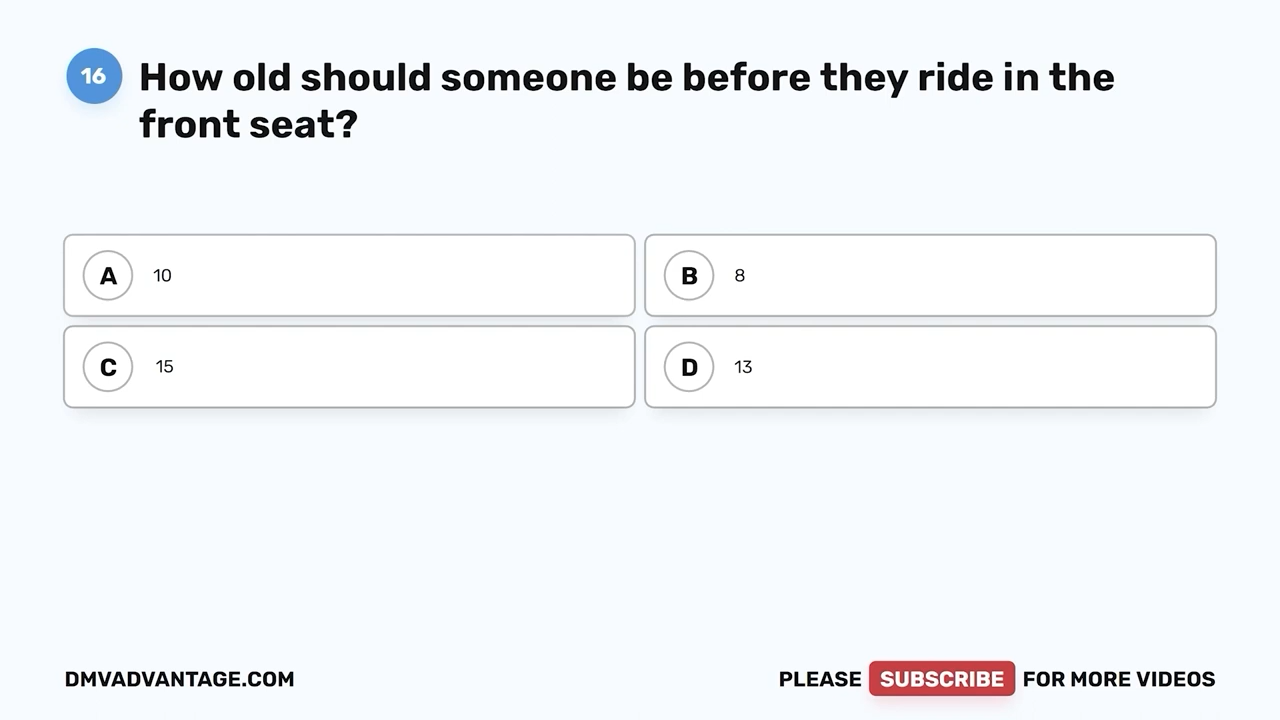 16 How old should someone be before they ride in the
front seat?
A 10
B 8
C 15
D 13
DMVADVANTAGE.COM
PLEASE SUBSCRIBE FOR MORE VIDEOS